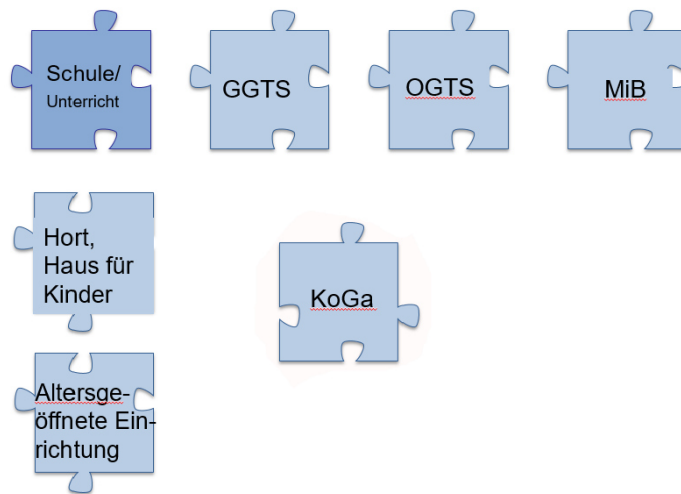 Schule/
Unterricht
GGTS
OGTS
MiB
Hort,
Haus für
Kinder
KoGa
Altersge-
öffnete Ein-
richtung